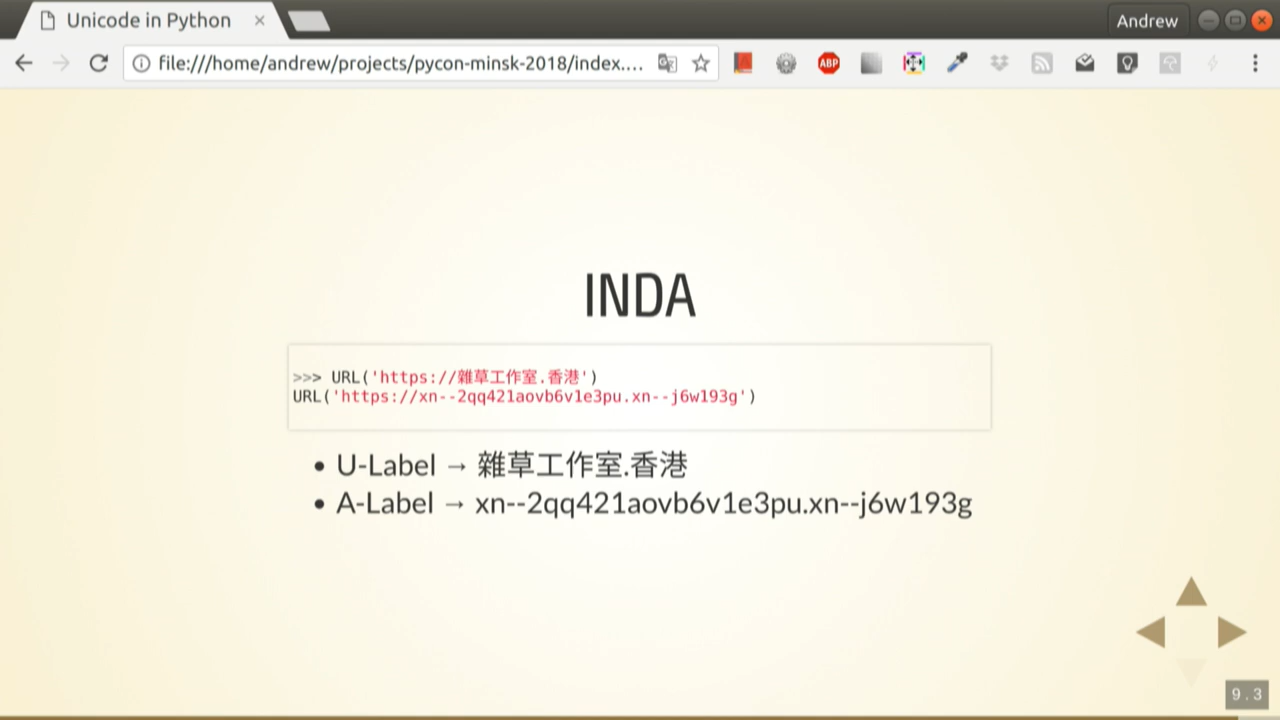 Unicode in Python
Andrew
file:///home/andrew/projects/pycon-minsk-2018/index....
ABP
INDA
>>> URL('https://雜草工作室.香港')
URL('https://xn--2qq421aovb6v1e3pu.xn--j6w193g')
• U-Label → 雜草工作室.香港
• A-Label → xn--2qq421aovb6v1e3pu.xn--j6w193g
9.3